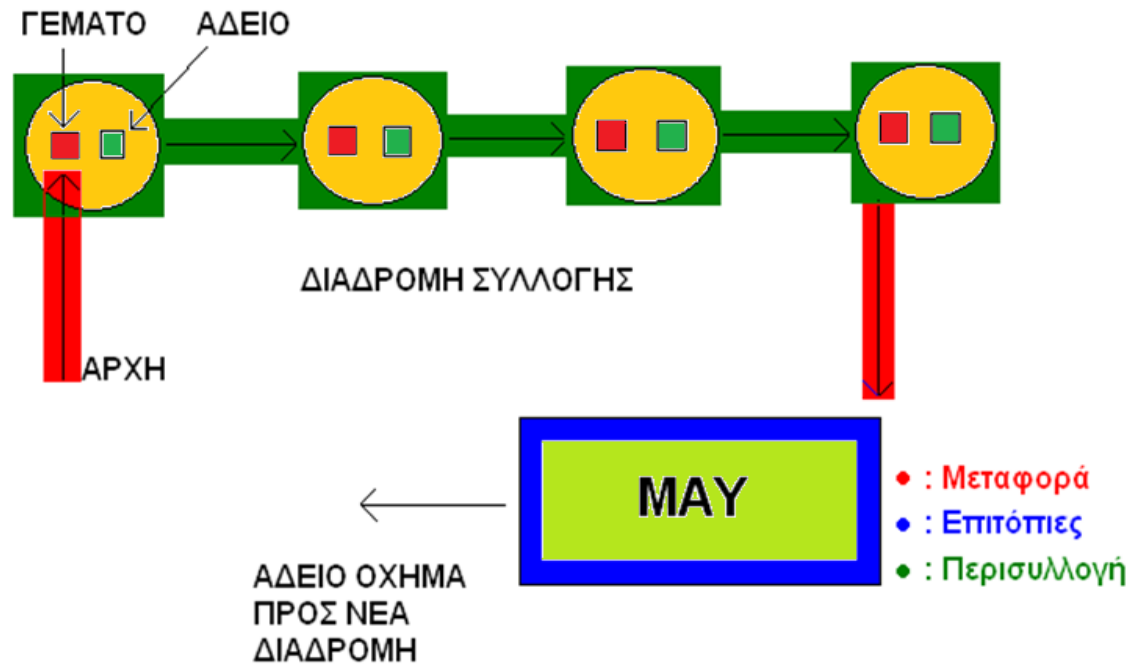 ΓΕΜΑΤΟ
ΑΔΕΙΟ
ΔΙΑΔΡΟΜΗ ΣΥΛΛΟΓΗΣ
ΑΡΧΗ
ΜΑΥ
: Μεταφορά
: Επιτόπιες
: Περισυλλογή
ΑΔΕΙΟ ΟΧΗΜΑ
ΠΡΟΣ ΝΕΑ
ΔΙΑΔΡΟΜΗ